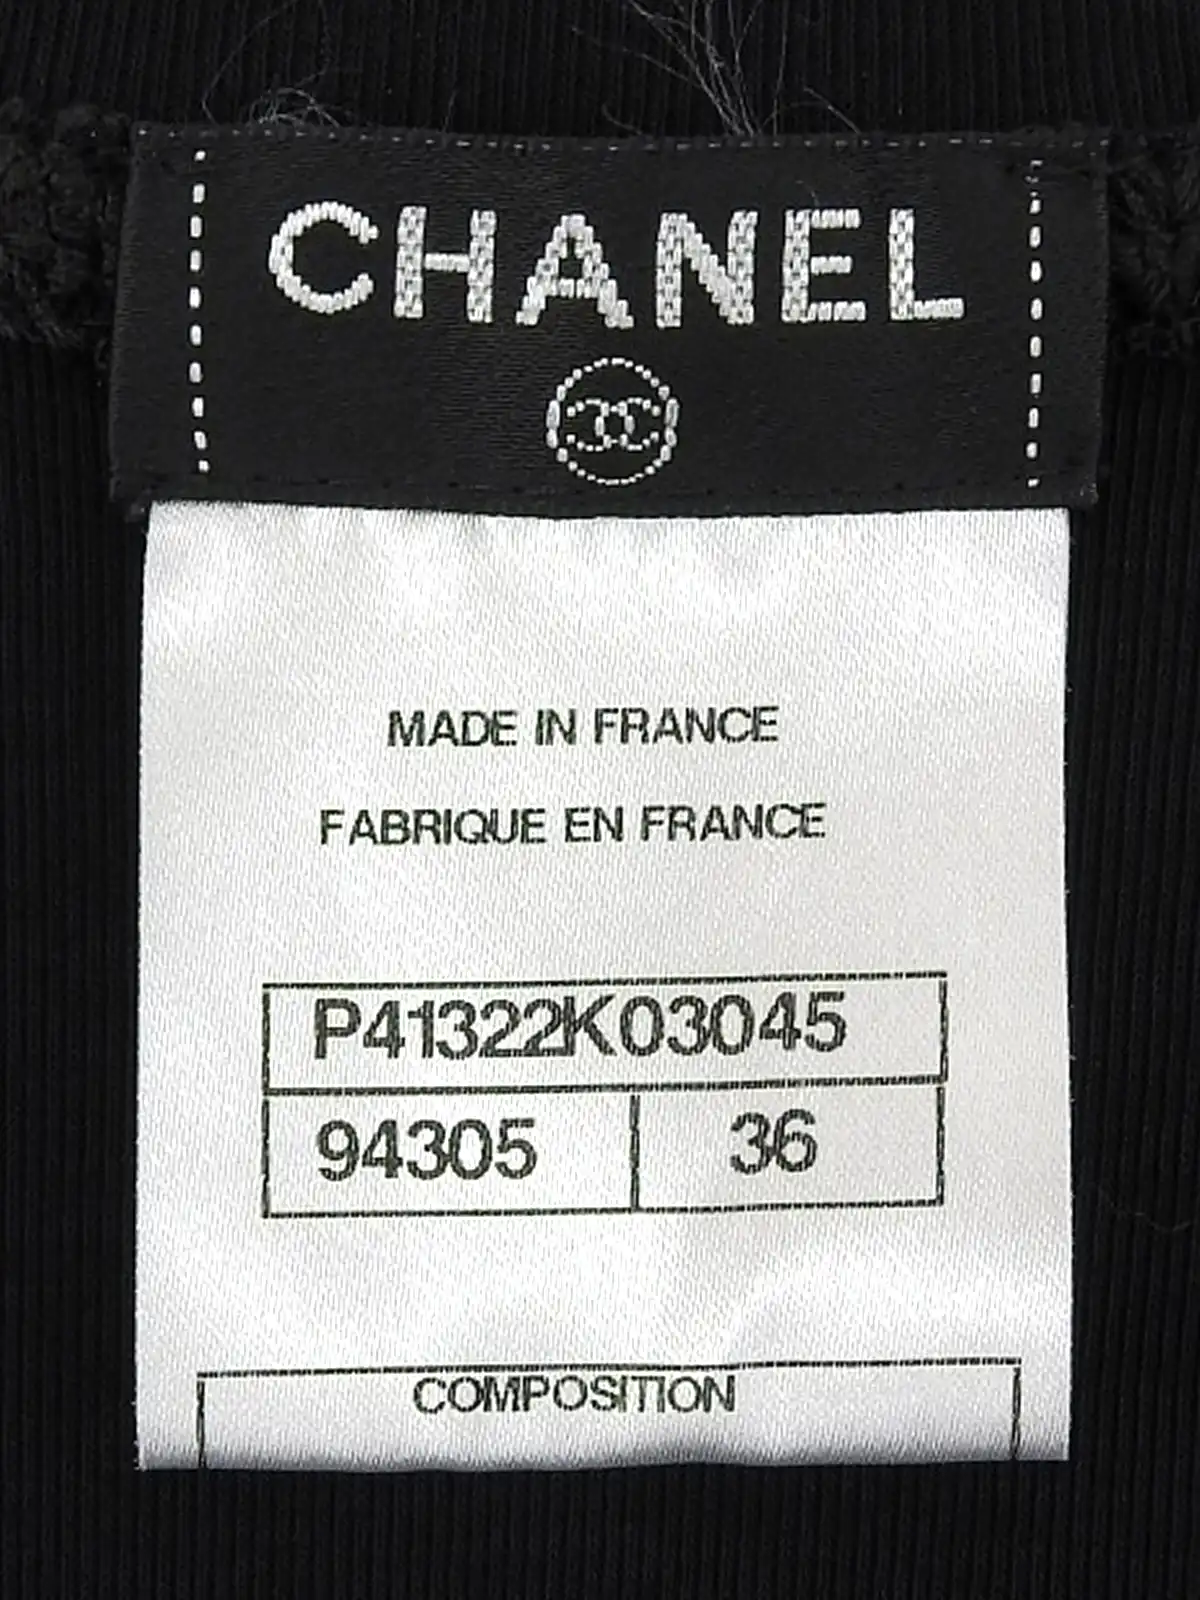 CHANEL
MADE IN FRANCE
FABRIQUE EN FRANCE
P41322K03045
94305 36
COMPOSITION